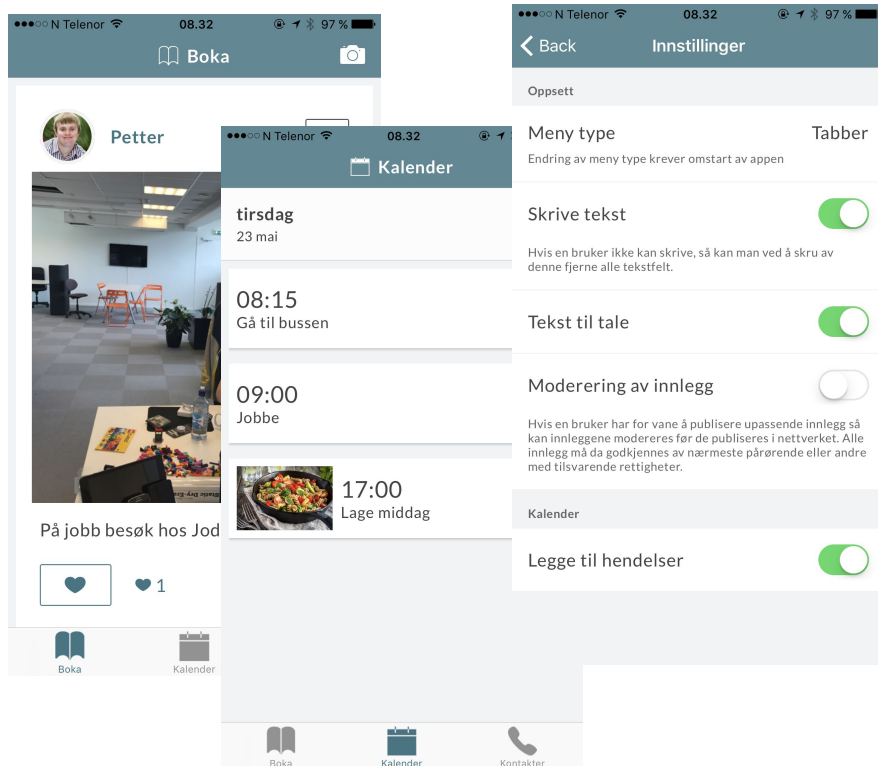 N Telenor 08.32 97 %
Boka
Petter
På jobb besøk hos Jod
1
Boka Kalender
N Telenor 08.32
Kalender
tirsdag
23 mai
08:15
Gå til bussen
09:00
Jobbe
17:00
Lage middag
Boka Kalender Kontakter
N Telenor 08.32 97 %
Back Innstillinger
Oppsett
Meny type Tabber
Endring av meny type krever omstart av appen
Skrive tekst
Hvis en bruker ikke kan skrive, så kan man ved å skru av
denne fjerne alle tekstfelt.
Tekst til tale
Moderering av innlegg
Hvis en bruker har for vane å publisere upassende innlegg så
kan innleggene modereres før de publiseres i nettverket. Alle
innlegg må da godkjennes av nærmeste pårørende eller andre
med tilsvarende rettigheter.
Kalender
Legge til hendelser